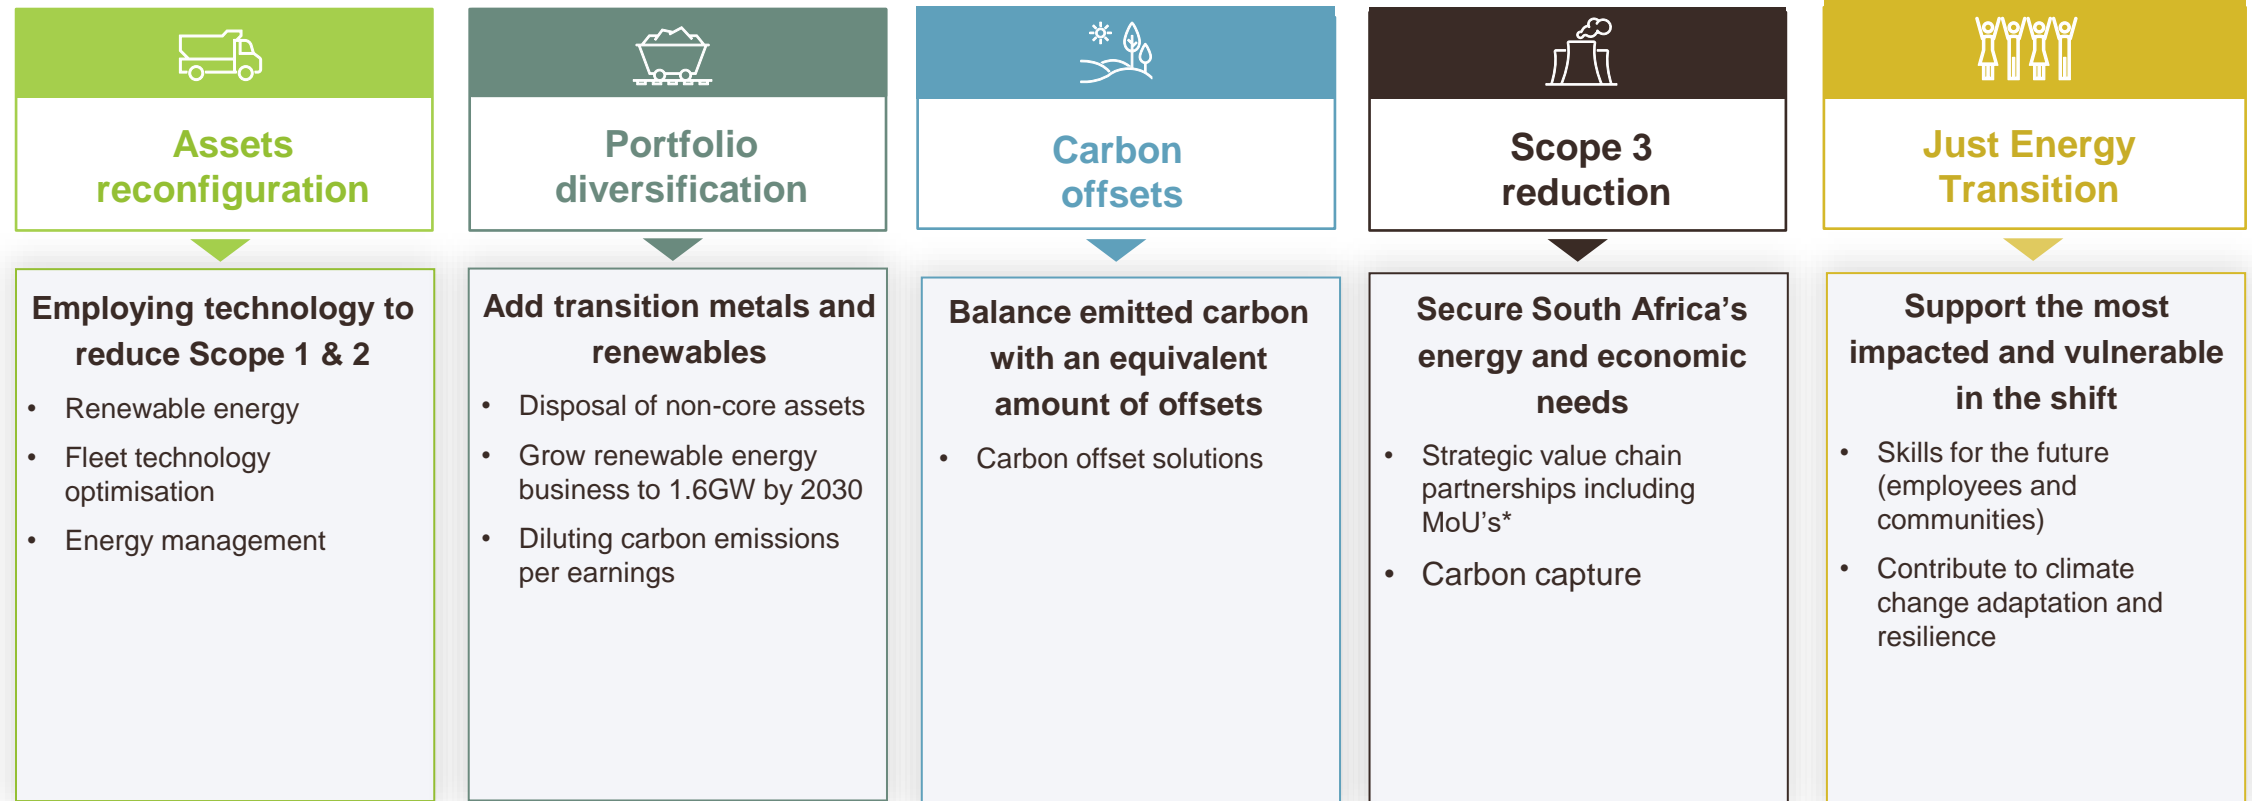 Assets
reconfiguration
Employing technology to
reduce Scope 1 & 2
• Renewable energy
• Fleet technology
optimisation
• Energy management
Portfolio
diversification
Add transition metals and
renewables
• Disposal of non-core assets
• Grow renewable energy
business to 1.6GW by 2030
• Diluting carbon emissions
per earnings
Carbon
offsets
Balance emitted carbon
with an equivalent
amount of offsets
• Carbon offset solutions
Scope 3
reduction
Secure South Africa’s
energy and economic
needs
• Strategic value chain
partnerships including
MoU's*
• Carbon capture
Just Energy
Transition
Support the most
impacted and vulnerable
in the shift
• Skills for the future
(employees and
communities)
• Contribute to climate
change adaptation and
resilience